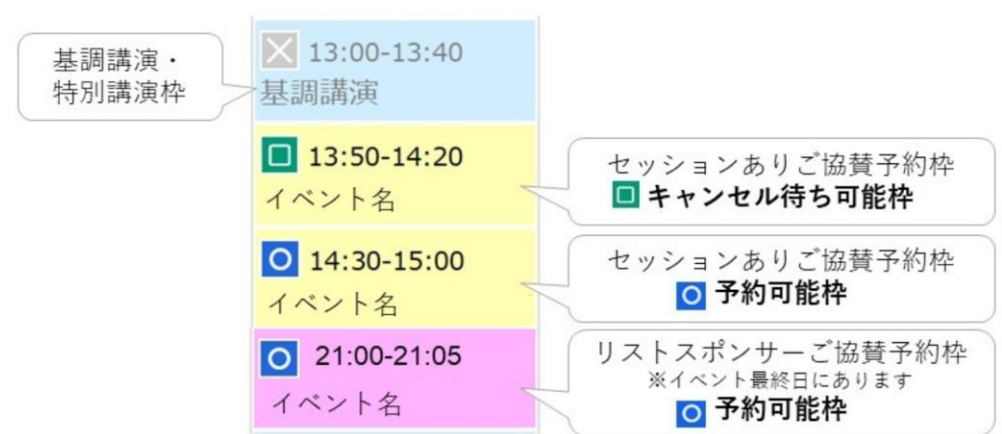 基調講演・
特別講演枠
13:00-13:40
基調講演
13:50-14:20
イベント名
セッションありご協賛予約枠
キャンセル待ち可能枠
14:30-15:00
イベント名
セッションありご協賛予約枠
予約可能枠
21:00-21:05
イベント名
リストスポンサーご協賛予約枠
※イベント最終日にあります
予約可能枠